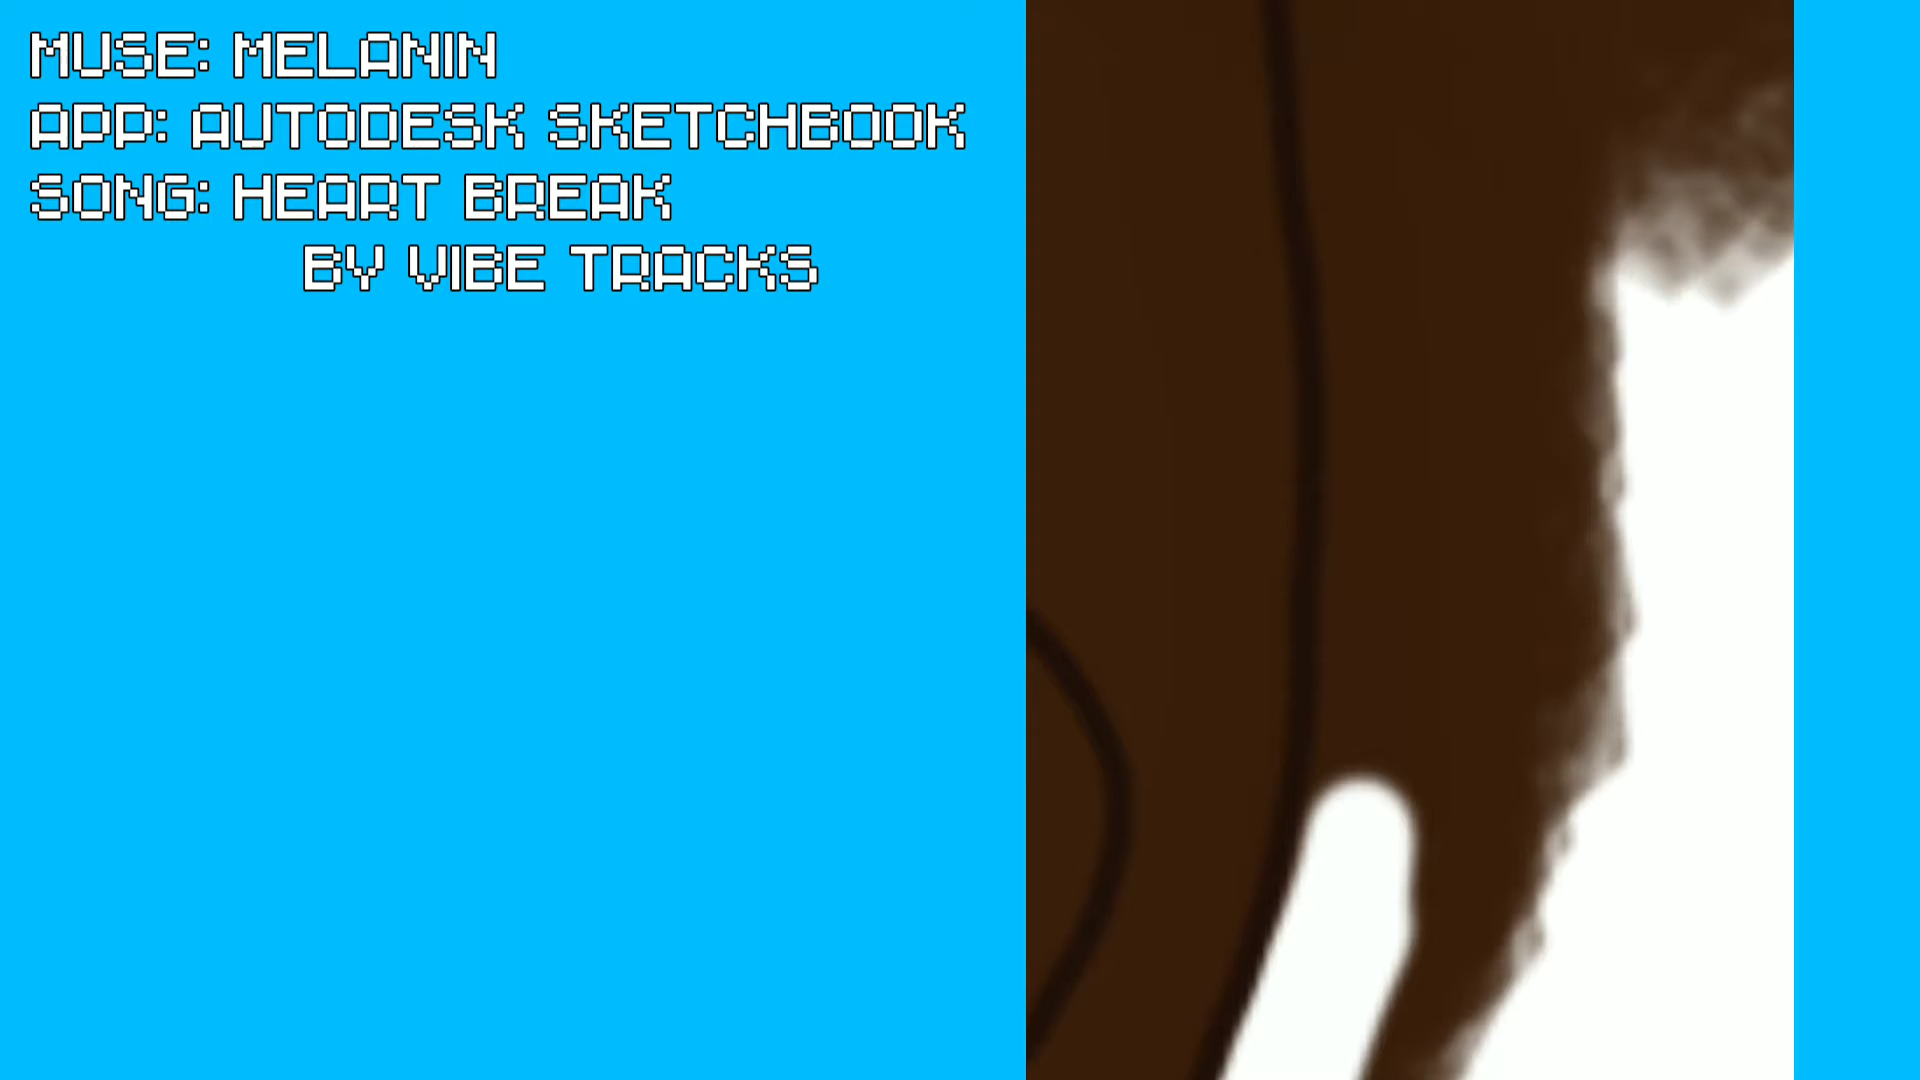 MUSE: MELANIN
APP: AUTODESK SKETCHBOOK
SONG: HEART BREAK
BY VIBE TRACKS